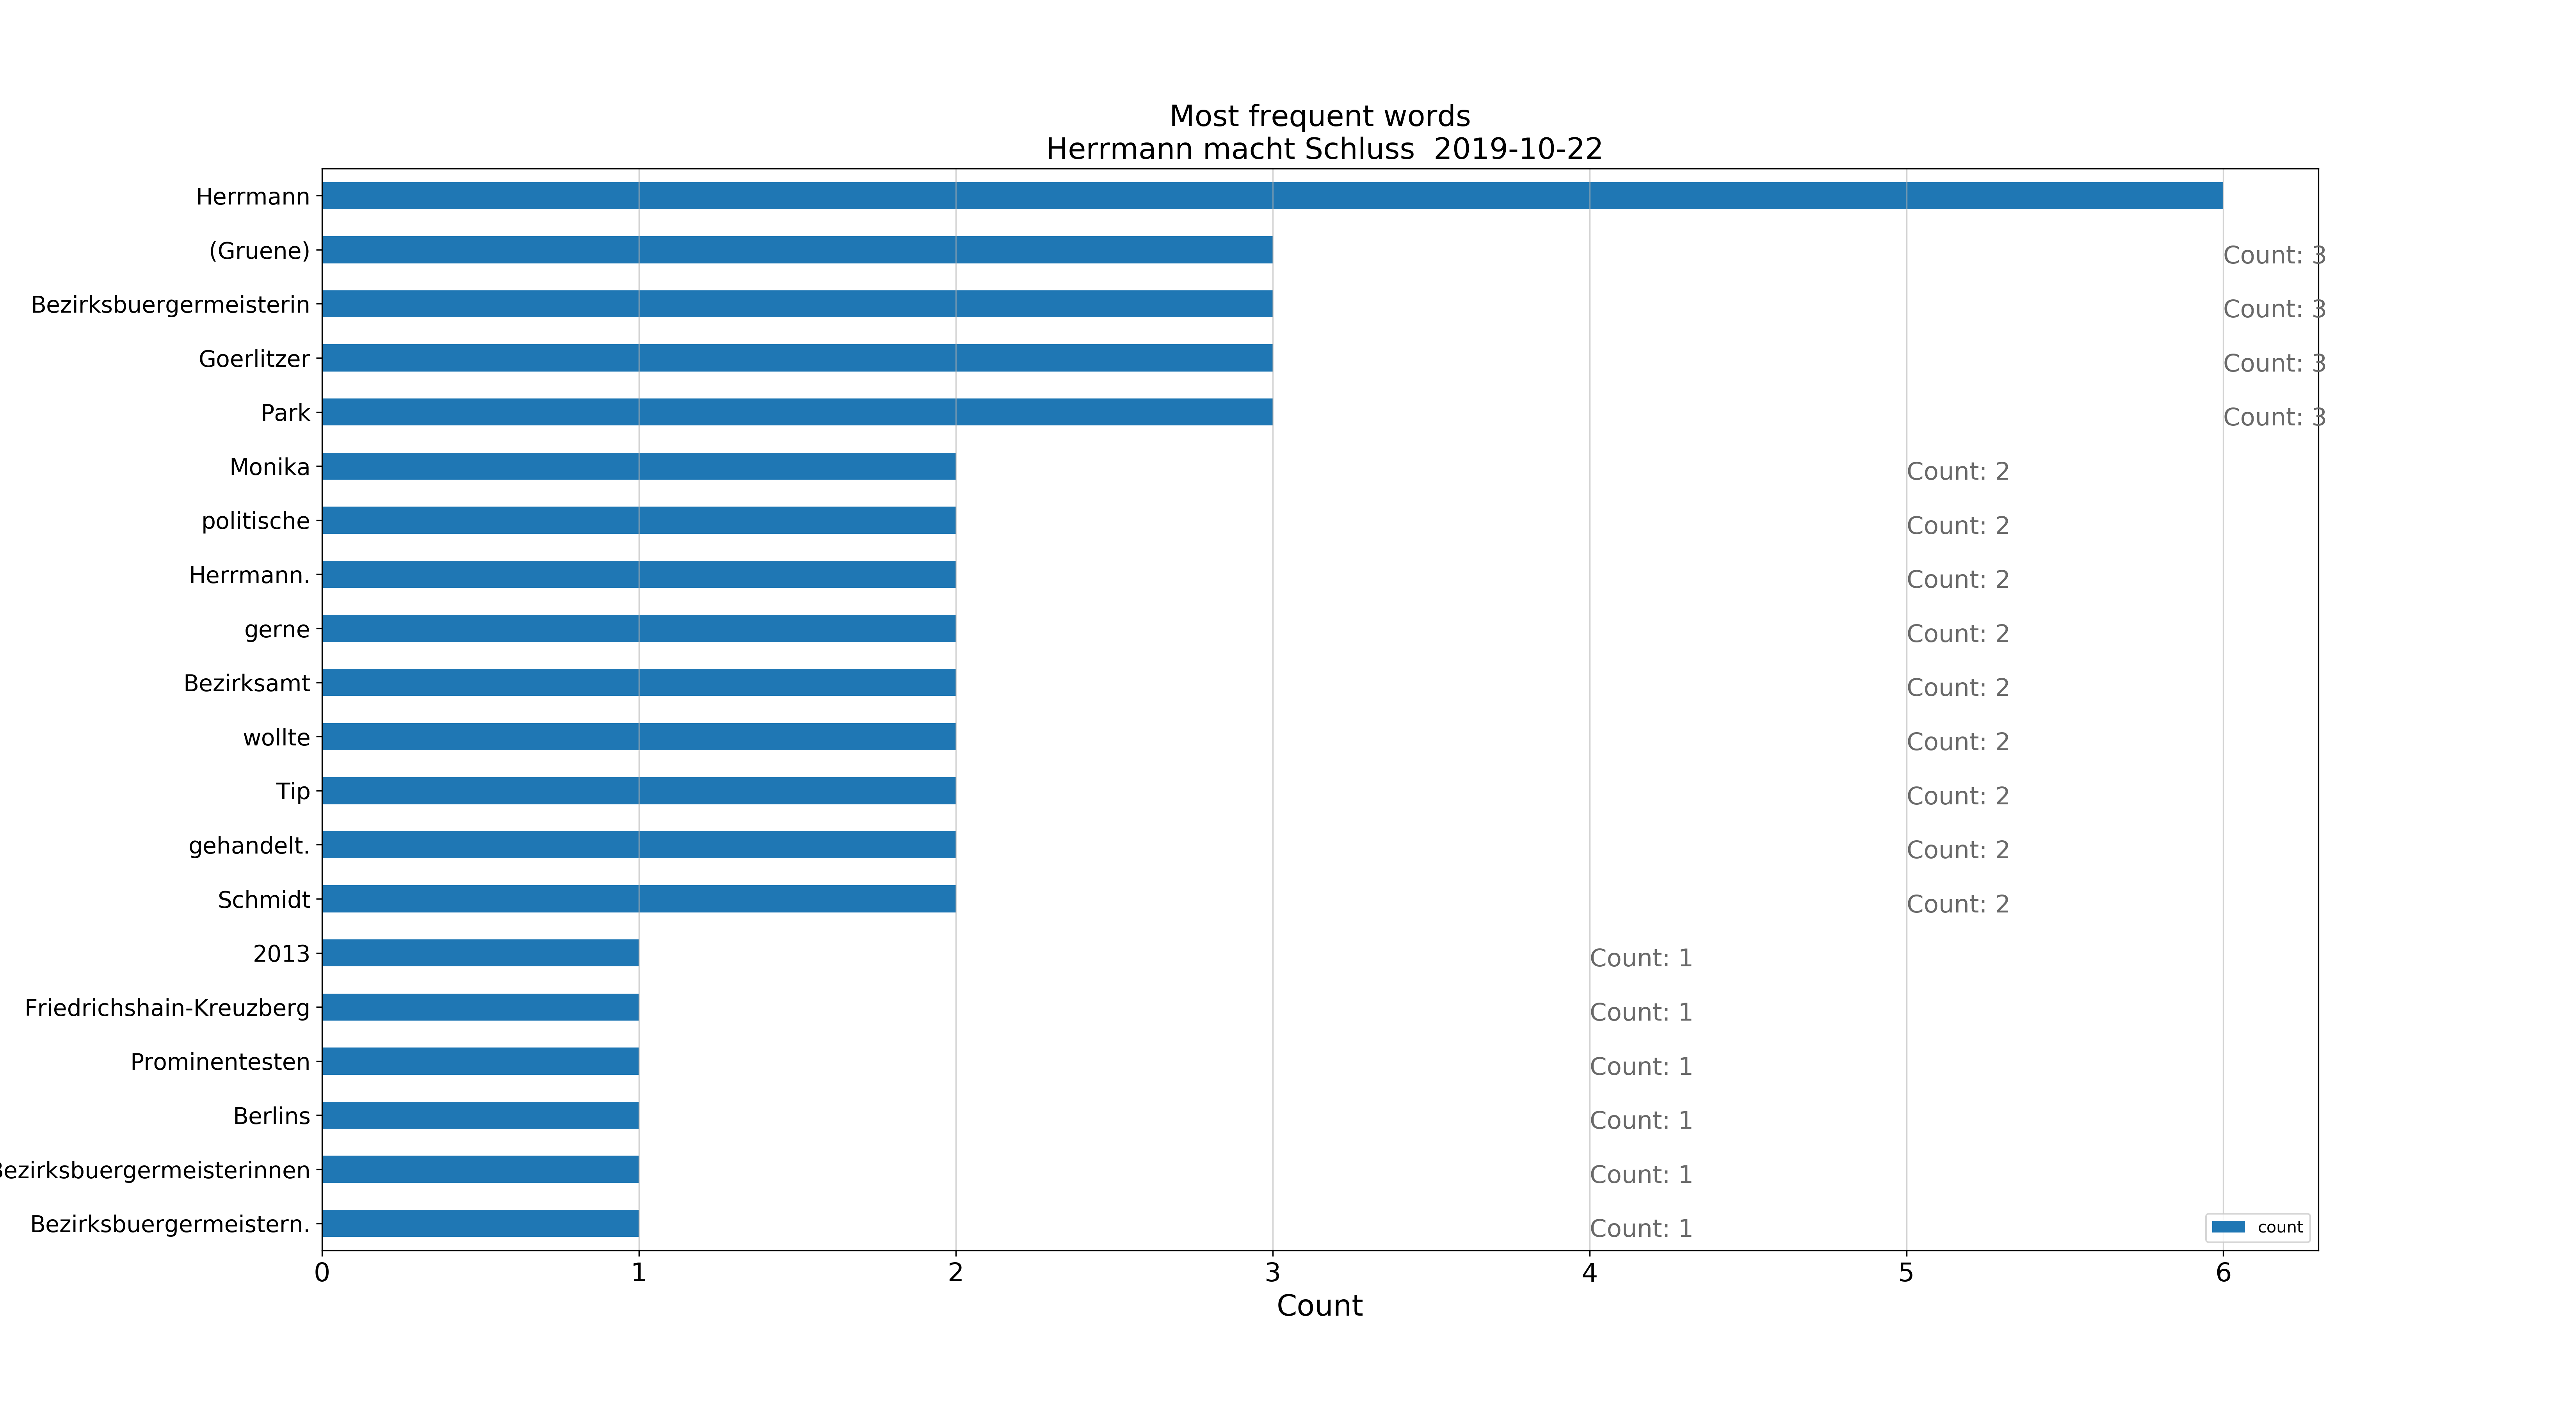 Most frequent words
Herrmann macht Schluss  2019-10-22
Herrmann
(Gruene) Count: 3
Bezirksbuergermeisterin Count: 3
Goerlitzer Count: 3
Park Count: 3
Monika Count: 2
politische Count: 2
Herrmann. Count: 2
gerne Count: 2
Bezirksamt Count: 2
wollte Count: 2
Tip Count: 2
gehandelt. Count: 2
Schmidt Count: 2
2013 Count: 1
Friedrichshain-Kreuzberg Count: 1
Prominentesten Count: 1
Berlins Count: 1
Bezirksbuergermeisterinnen Count: 1
Bezirksbuergermeistern. Count: 1
count
0 1 2 3 4 5 6
Count